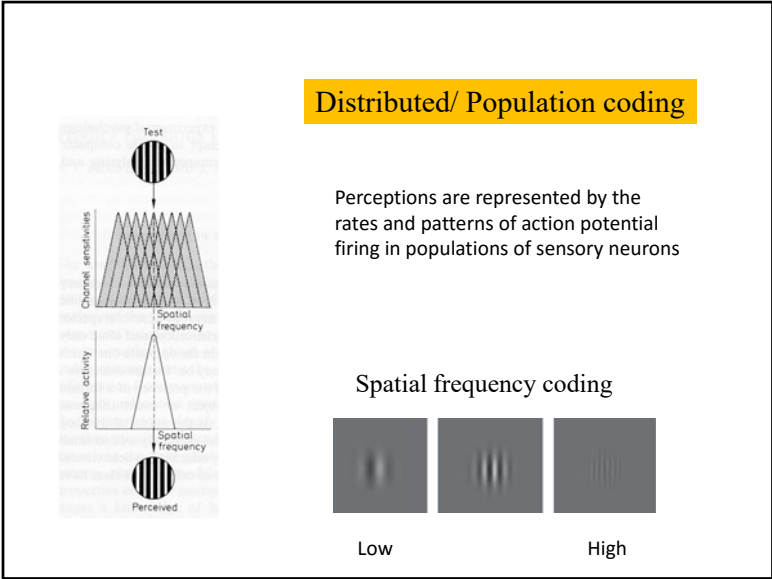 Distributed/ Population coding
Test
Channel sensitivities
Spatial
frequency
Relative activity
Spatial
frequency
Perceived
Perceptions are represented by the
rates and patterns of action potential
firing in populations of sensory neurons
Spatial frequency coding
Low
High